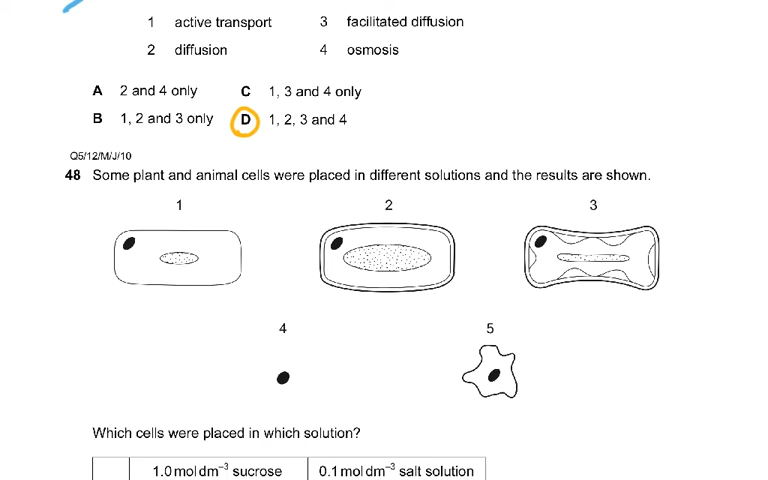 1 active transport 3 facilitated diffusion
2 diffusion 4 osmosis
A 2 and 4 only C 1, 3 and 4 only
B 1, 2 and 3 only D 1, 2, 3 and 4
Q5/12/M/J/10
48 Some plant and animal cells were placed in different solutions and the results are shown.
1 2 3
4 5
Which cells were placed in which solution?
1.0 mol dm⁻³ sucrose 0.1 mol dm⁻³ salt solution